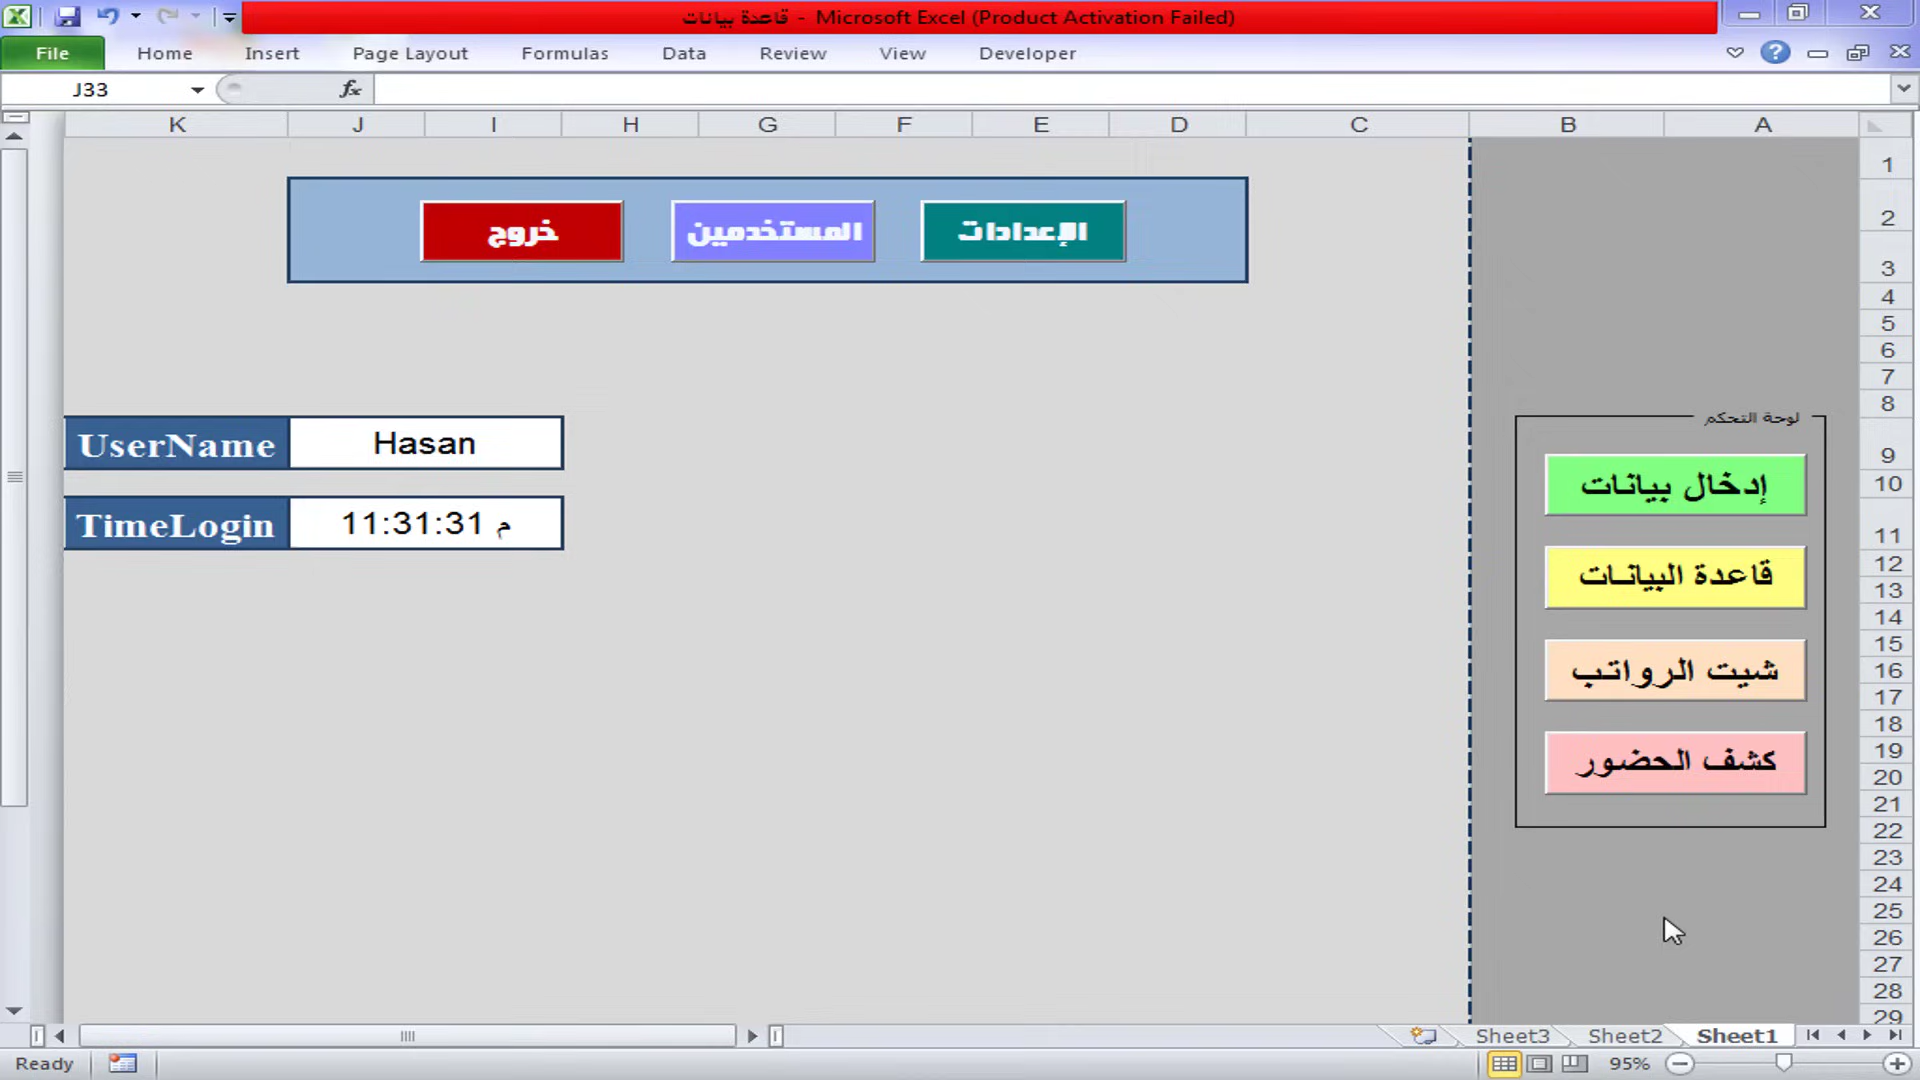 قاعدة بيانات - Microsoft Excel (Product Activation Failed)
File Home Insert Page Layout Formulas Data Review View Developer
J33 fx
K J I H G F E D C B A
1
2
3
4
5
6
7
8
9
10
11
12
13
14
15
16
17
18
19
20
21
22
23
24
25
26
27
28
29
الإعدادات المستخدمين خروج
UserName Hasan
TimeLogin 11:31:31 م
لوحة التحكم
إدخال بيانات
قاعدة البيانات
شيت الرواتب
كشف الحضور
Sheet3 Sheet2 Sheet1
Ready 95%